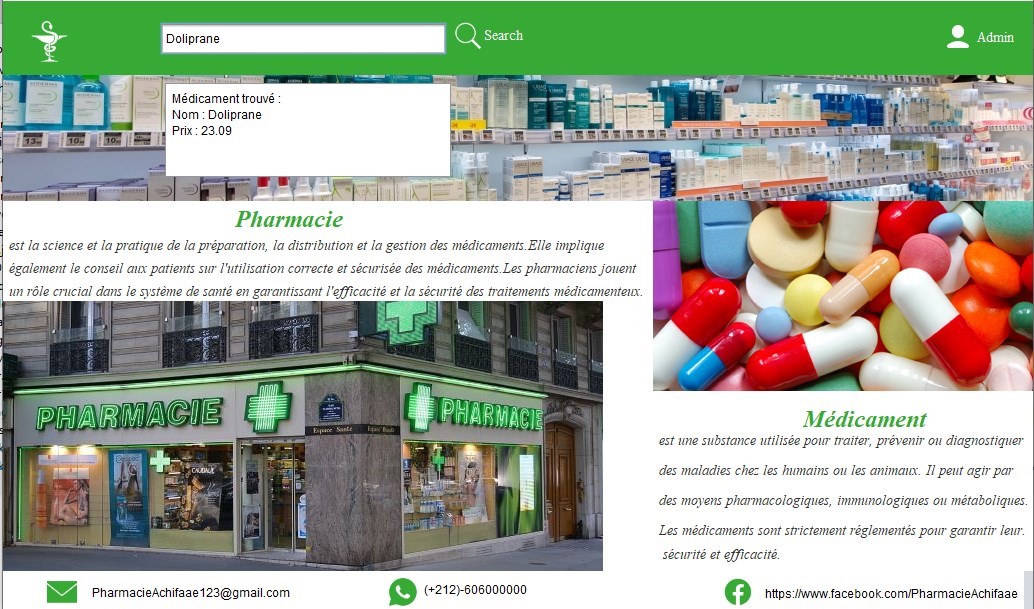 Doliprane
Search
Admin
Médicament trouvé :
Nom : Doliprane
Prix : 23.09
Pharmacie
est la science et la pratique de la préparation, la distribution et la gestion des médicaments.Elle implique
également le conseil aux patients sur l'utilisation correcte et sécurisée des médicaments.Les pharmaciens jouent
un rôle crucial dans le système de santé en garantissant l'efficacité et la sécurité des traitements médicamenteux.
PHARMACIE
PHARMACIE
Espace Santé
CAUDALIE
Médicament
est une substance utilisée pour traiter, prévenir ou diagnostiquer
des maladies chez les humains ou les animaux. Il peut agir par
des moyens pharmacologiques, immunologiques ou métaboliques.
Les médicaments sont strictement réglementés pour garantir leur.
sécurité et efficacité.
PharmacieAchifaae123@gmail.com
(+212)-606000000
https://www.facebook.com/PharmacieAchifaae